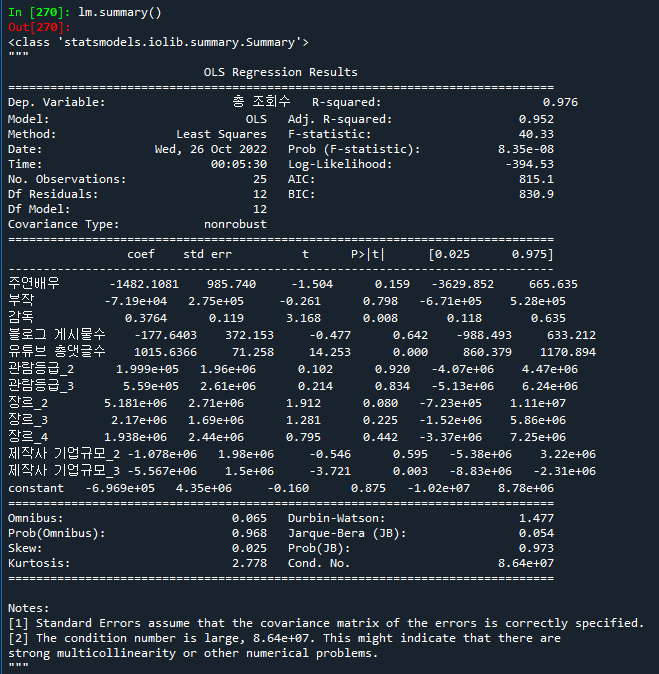 In [270]: lm.summary()
Out[270]:
<class 'statsmodels.iolib.summary.Summary'>
"""
                            OLS Regression Results
==============================================================================
Dep. Variable:                  총 조회수   R-squared:                       0.976
Model:                            OLS   Adj. R-squared:                  0.952
Method:                 Least Squares   F-statistic:                     40.33
Date:                Wed, 26 Oct 2022   Prob (F-statistic):           8.35e-08
Time:                        00:05:30   Log-Likelihood:                -394.53
No. Observations:                  25   AIC:                             815.1
Df Residuals:                      12   BIC:                             830.9
Df Model:                          12
Covariance Type:            nonrobust
==============================================================================
                 coef    std err          t      P>|t|      [0.025      0.975]
------------------------------------------------------------------------------
주연배우       -1482.1081    985.740     -1.504      0.159   -3629.852     665.635
부작         -7.19e+04   2.75e+05     -0.261      0.798   -6.71e+05    5.28e+05
감독             0.3764      0.119      3.168      0.008       0.118       0.635
블로그 게시물수    -177.6403    372.153     -0.477      0.642    -988.493     633.212
유튜브 총댓글수    1015.6366     71.258     14.253      0.000     860.379    1170.894
관람등급_2      1.999e+05   1.96e+06      0.102      0.920   -4.07e+06    4.47e+06
관람등급_3       5.59e+05   2.61e+06      0.214      0.834   -5.13e+06    6.24e+06
장르_2        5.181e+06   2.71e+06      1.912      0.080   -7.23e+05    1.11e+07
장르_3         2.17e+06   1.69e+06      1.281      0.225   -1.52e+06    5.86e+06
장르_4        1.938e+06   2.44e+06      0.795      0.442   -3.37e+06    7.25e+06
제작사 기업규모_2 -1.078e+06   1.98e+06     -0.546      0.595   -5.38e+06    3.22e+06
제작사 기업규모_3 -5.567e+06    1.5e+06     -3.721      0.003   -8.83e+06   -2.31e+06
constant   -6.969e+05   4.35e+06     -0.160      0.875   -1.02e+07    8.78e+06
==============================================================================
Omnibus:                        0.065   Durbin-Watson:                   1.477
Prob(Omnibus):                  0.968   Jarque-Bera (JB):                0.054
Skew:                           0.025   Prob(JB):                        0.973
Kurtosis:                       2.778   Cond. No.                     8.64e+07
==============================================================================
Notes:
[1] Standard Errors assume that the covariance matrix of the errors is correctly specified.
[2] The condition number is large, 8.64e+07. This might indicate that there are
strong multicollinearity or other numerical problems.
"""